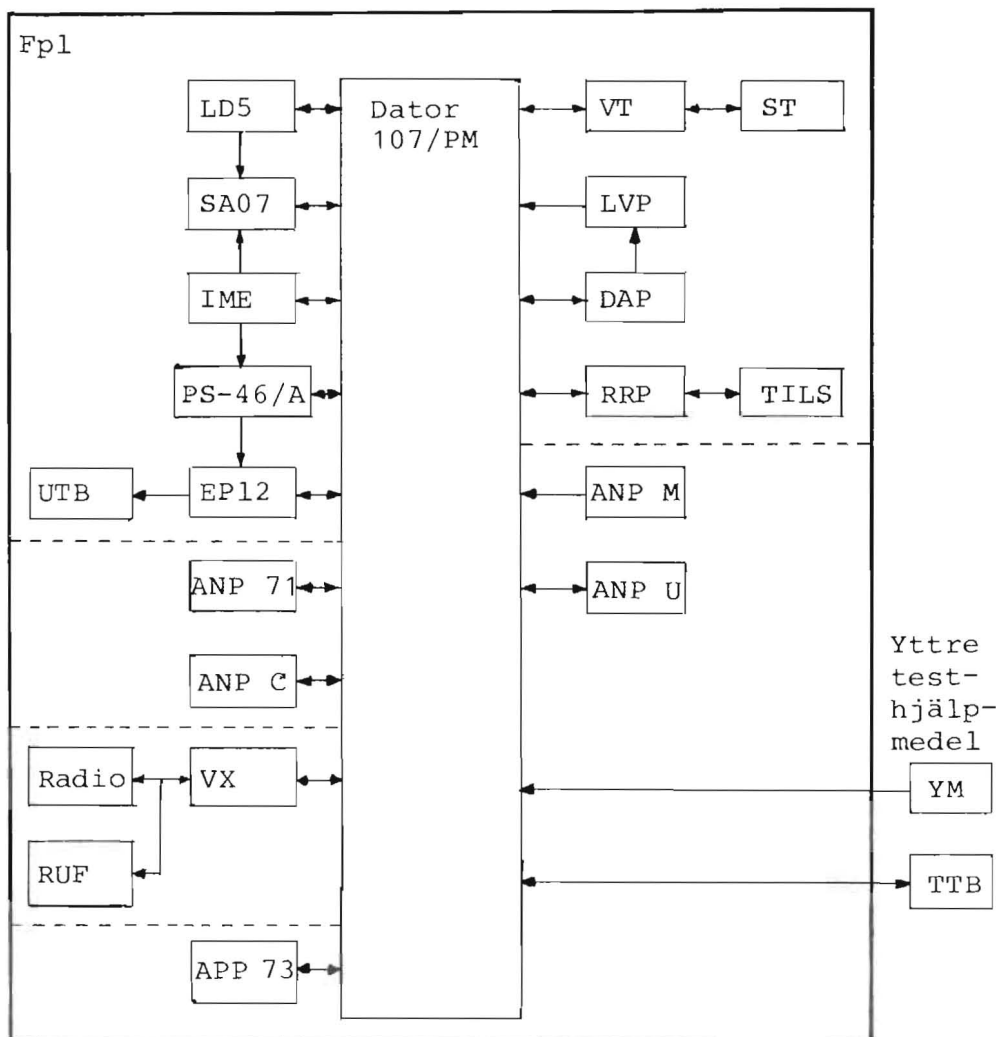 Fpl
LD5
Dator
107/PM
VT
ST
SA07
LVP
IME
DAP
PS-46/A
RRP
TILS
UTB
EP12
ANP M
ANP 71
ANP U
ANP C
Yttre
test-
hjälp-
medel
Radio
VX
YM
RUF
TTB
APP 73